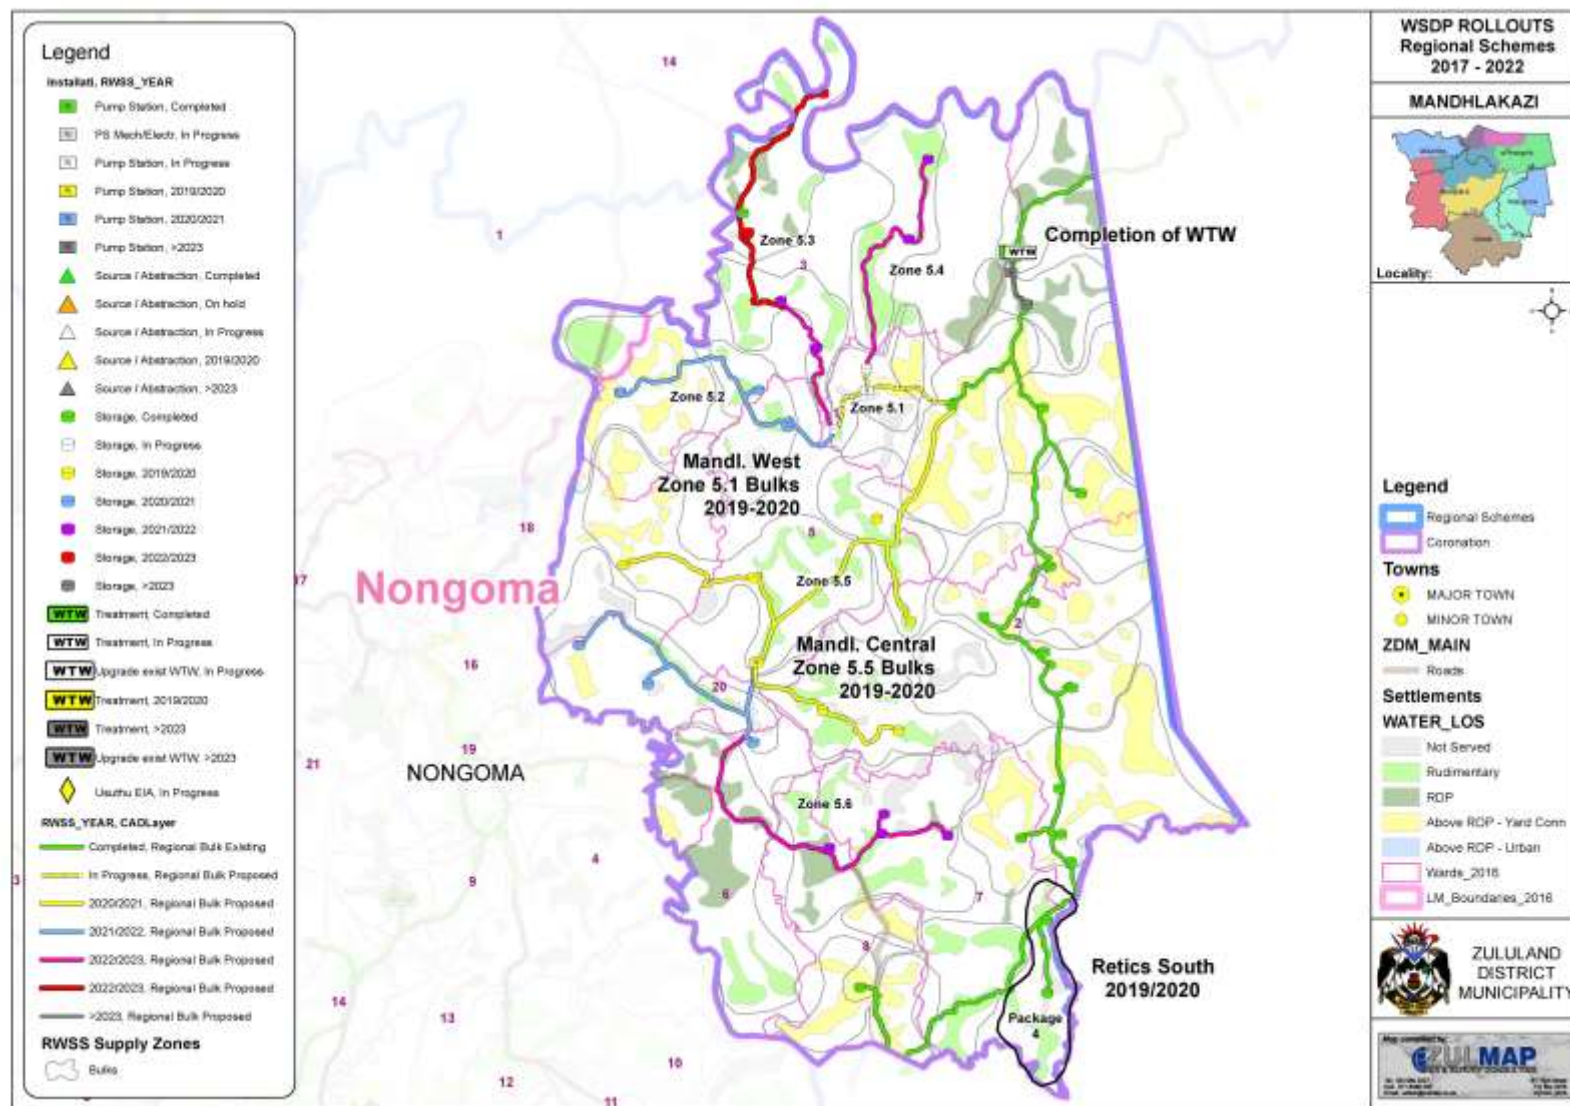 Legend
Installati, RWSS_YEAR
Pump Station, Completed
PS Mech/Electr, In Progress
Pump Station, In Progress
Pump Station, 2019/2020
Pump Station, 2020/2021
Pump Station, >2023
Source / Abstraction, Completed
Source / Abstraction, On hold
Source / Abstraction, In Progress
Source / Abstraction, 2019/2020
Source / Abstraction, >2023
Storage, Completed
Storage, In Progress
Storage, 2019/2020
Storage, 2020/2021
Storage, 2021/2022
Storage, 2022/2023
Storage, >2023
WTW Treatment, Completed
WTW Treatment, In Progress
WTW Upgrade exist WTW, In Progress
WTW Treatment, 2019/2020
WTW Treatment, >2023
WTW Upgrade exist WTW, >2023
Usuthu EIA, In Progress
RWSS_YEAR, CADLayer
Completed, Regional Bulk Existing
In Progress, Regional Bulk Proposed
2020/2021, Regional Bulk Proposed
2021/2022, Regional Bulk Proposed
2022/2023, Regional Bulk Proposed
2022/2023, Regional Bulk Proposed
>2023, Regional Bulk Proposed
RWSS Supply Zones
Bulks
14
1
Zone 5.3
3
Zone 5.4
Completion of WTW
WTW
Zone 5.2
Zone 5.1
Mandl. West
Zone 5.1 Bulks
2019-2020
18
5
17
Nongoma
Zone 5.5
2
Mandl. Central
Zone 5.5 Bulks
2019-2020
16
20
19
21
NONGOMA
Zone 5.6
3
4
9
6
7
8
Retics South
2019/2020
14
13
Package
4
10
12
11
WSDP ROLLOUTS
Regional Schemes
2017 - 2022
MANDHLAKAZI
Locality:
Legend
Regional Schemes
Coronation
Towns
MAJOR TOWN
MINOR TOWN
ZDM_MAIN
Roads
Settlements
WATER_LOS
Not Served
Rudimentary
RDP
Above RDP - Yard Conn
Above RDP - Urban
Wards_2016
LM_Boundaries_2016
ZULULAND
DISTRICT
MUNICIPALITY
Map compiled by:
ZULMAP